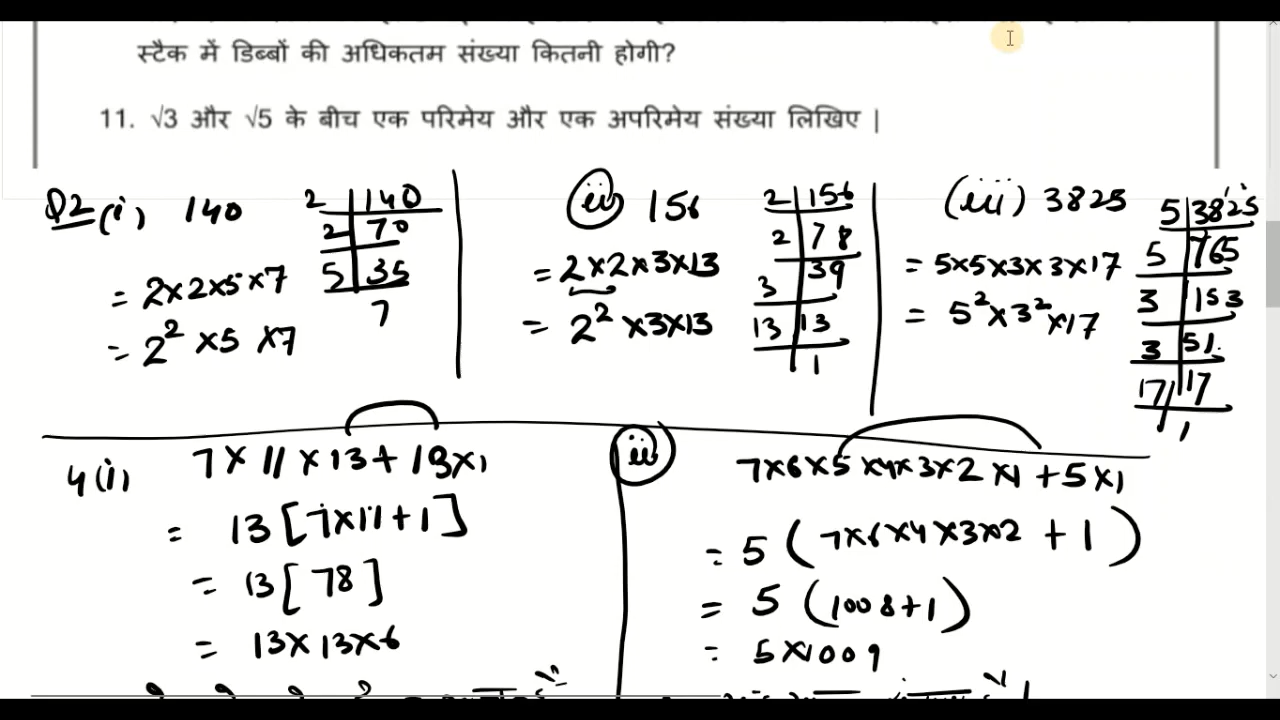 स्टैक में डिब्बों की अधिकतम संख्या कितनी होगी?
11. √3 और √5 के बीच एक परिमेय और एक अपरिमेय संख्या लिखिए |
Q2 (i) 140
2 | 140
2 | 70
5 | 35
7
= 2×2×5×7
= 2² ×5 ×7
(ii) 156
= 2×2×3×13
= 2² ×3×13
2 | 156
2 | 78
3 | 39
13 | 13
1
(iii) 3825
= 5×5×3×3×17
= 5²×3²×17
5 | 3825
5 | 765
3 | 153
3 | 51
17 | 17
1
4(i) 7×11×13+13×1
= 13[7×11+1]
= 13[78]
= 13×13×6
(ii) 7×6×5×4×3×2×1+5×1
= 5(7×6×4×3×2+1)
= 5(1008+1)
= 5×1009